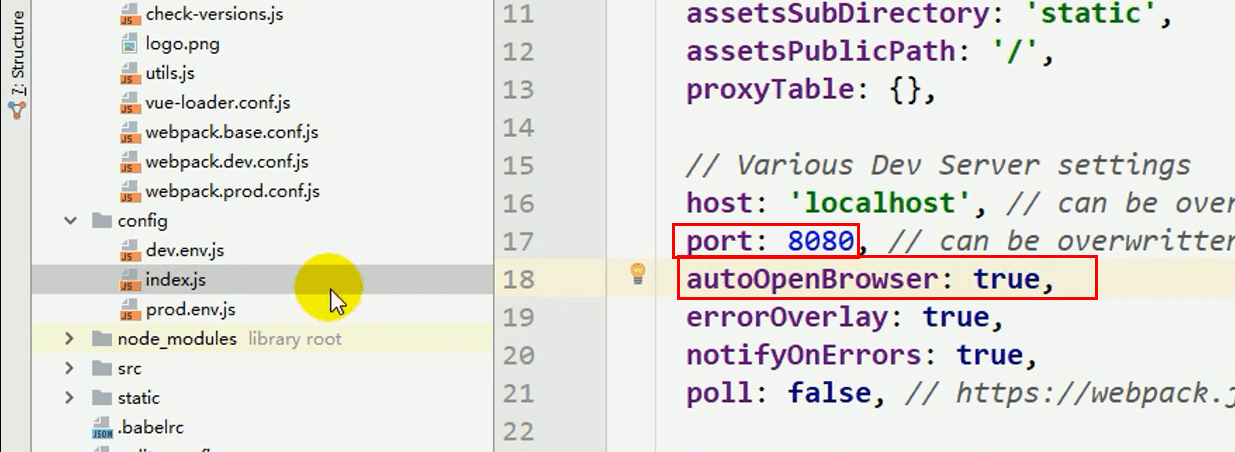 7: Structure
check-versions.js
logo.png
utils.js
vue-loader.conf.js
webpack.base.conf.js
webpack.dev.conf.js
webpack.prod.conf.js
config
dev.env.js
index.js
prod.env.js
node_modules library root
src
static
.babelrc
11 assetsSubDirectory: 'static',
12 assetsPublicPath: '/',
13 proxyTable: {},
14
15 // Various Dev Server settings
16 host: 'localhost', // can be over
17 port: 8080, // can be overwritten
18 autoOpenBrowser: true,
19 errorOverlay: true,
20 notifyOnErrors: true,
21 poll: false, // https://webpack.j
22